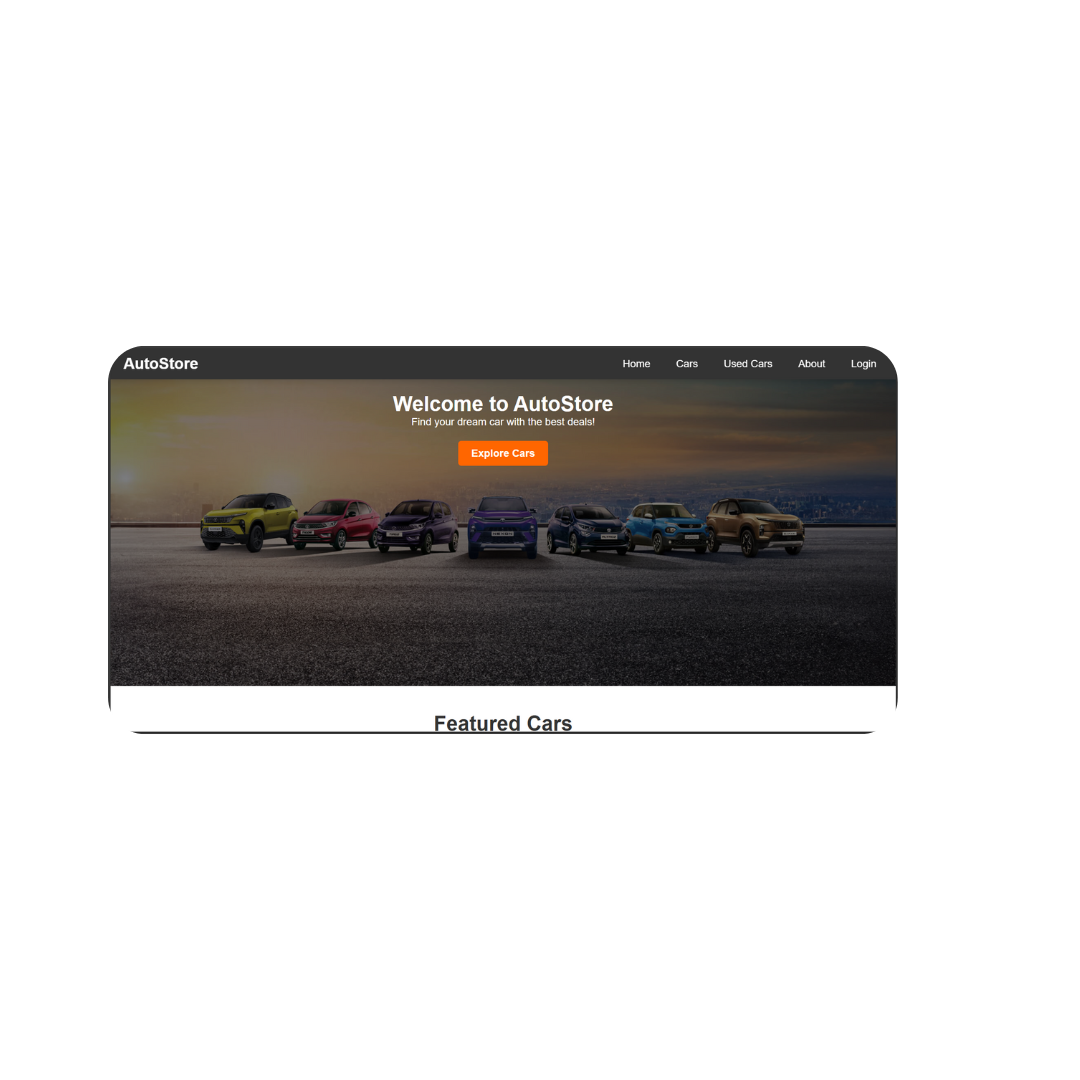 AutoStore
Home Cars Used Cars About Login
Welcome to AutoStore
Find your dream car with the best deals!
Explore Cars
Featured Cars